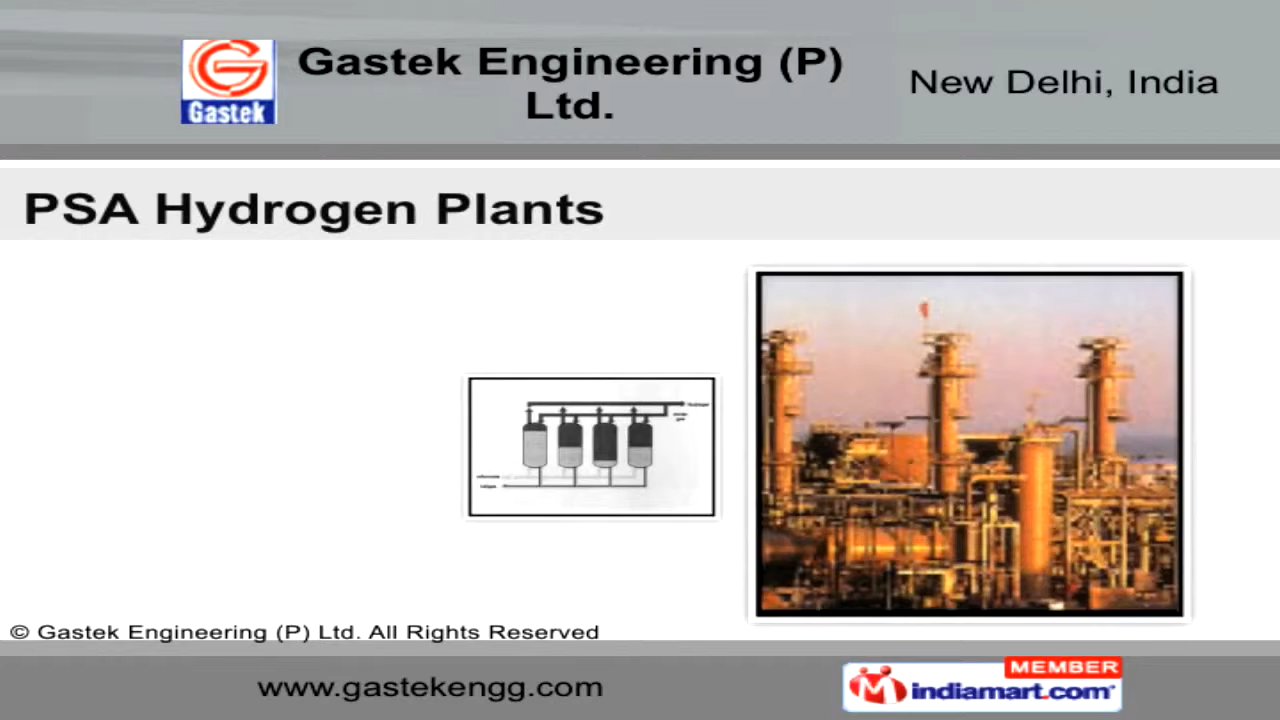 Gastek Engineering (P)
Ltd.
New Delhi, India
Gastek
PSA Hydrogen Plants
© Gastek Engineering (P) Ltd. All Rights Reserved
www.gastekengg.com
MEMBER
indiamart.com